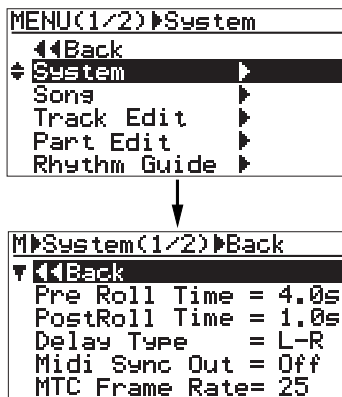 MENU(1/2)▶System
◀◀Back
System ▶
Song ▶
Track Edit ▶
Part Edit ▶
Rhythm Guide ▶
M▶System(1/2)▶Back
◀◀Back
Pre Roll Time = 4.0s
PostRoll Time = 1.0s
Delay Type = L-R
Midi Sync Out = Off
MTC Frame Rate= 25